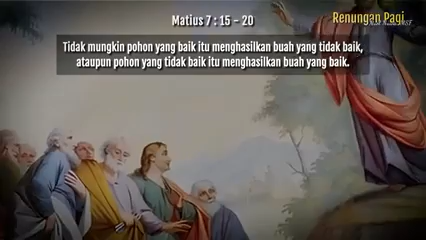 Matius 7 : 15 - 20
Renungan Pagi
Tidak mungkin pohon yang baik itu menghasilkan buah yang tidak baik,
ataupun pohon yang tidak baik itu menghasilkan buah yang baik.